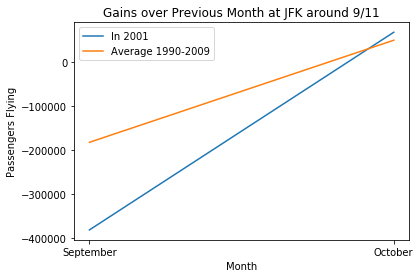 Gains over Previous Month at JFK around 9/11
In 2001
Average 1990-2009
Passengers Flying
0
−100000
−200000
−300000
−400000
September
October
Month